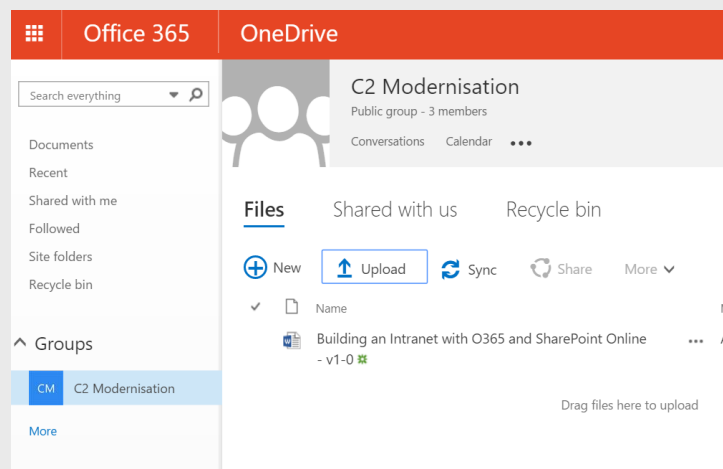 Office 365
OneDrive
Search everything
Documents
Recent
Shared with me
Followed
Site folders
Recycle bin
Groups
CM C2 Modernisation
More
C2 Modernisation
Public group - 3 members
Conversations Calendar
Files Shared with us Recycle bin
New Upload Sync Share More
Name
Building an Intranet with O365 and SharePoint Online
- v1-0
Drag files here to upload